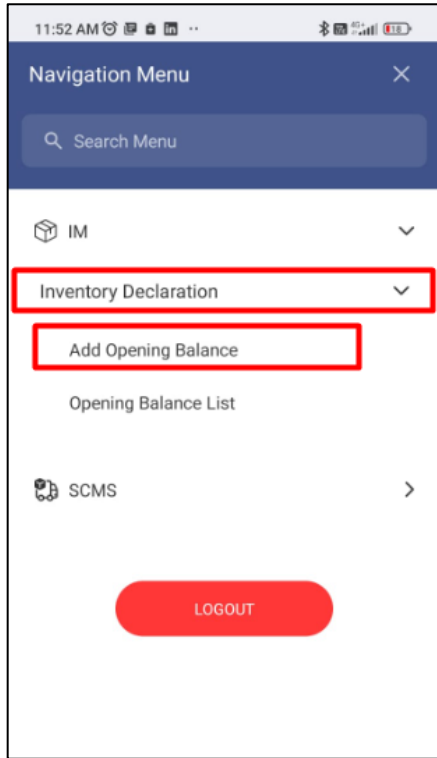 11:52 AM
Navigation Menu
Search Menu
IM
Inventory Declaration
Add Opening Balance
Opening Balance List
SCMS
LOGOUT